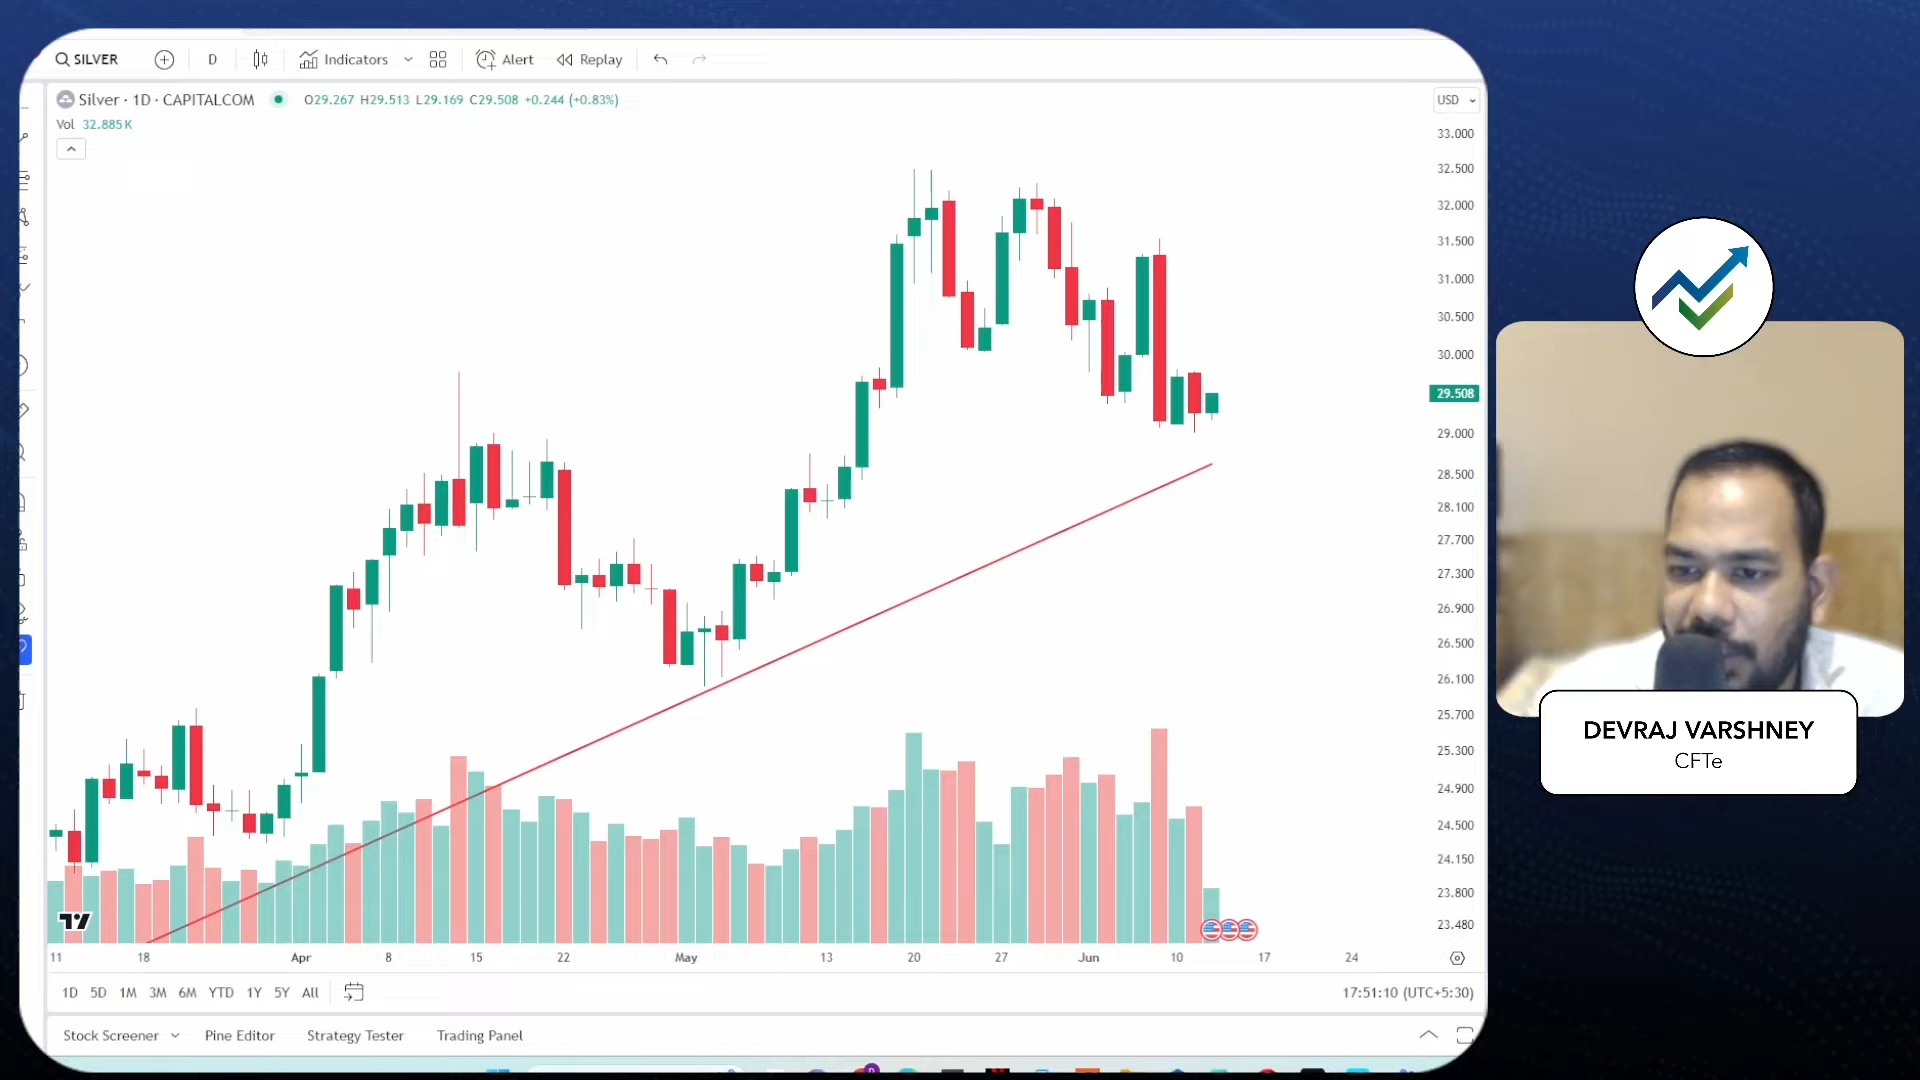 SILVER D Indicators Alert Replay
Silver · 1D · CAPITALCOM O29.267 H29.513 L29.169 C29.508 +0.244 (+0.83%) USD
Vol 32.885K
33.000
32.500
32.000
31.500
31.000
30.500
30.000
29.508
29.000
28.500
28.100
27.700
27.300
26.900
26.500
26.100
25.700
25.300
24.900
24.500
24.150
23.800
23.480
11 18 Apr 8 15 22 May 13 20 27 Jun 10 17 24
1D 5D 1M 3M 6M YTD 1Y 5Y All 17:51:10 (UTC+5:30)
Stock Screener Pine Editor Strategy Tester Trading Panel
DEVRAJ VARSHNEY
CFTe